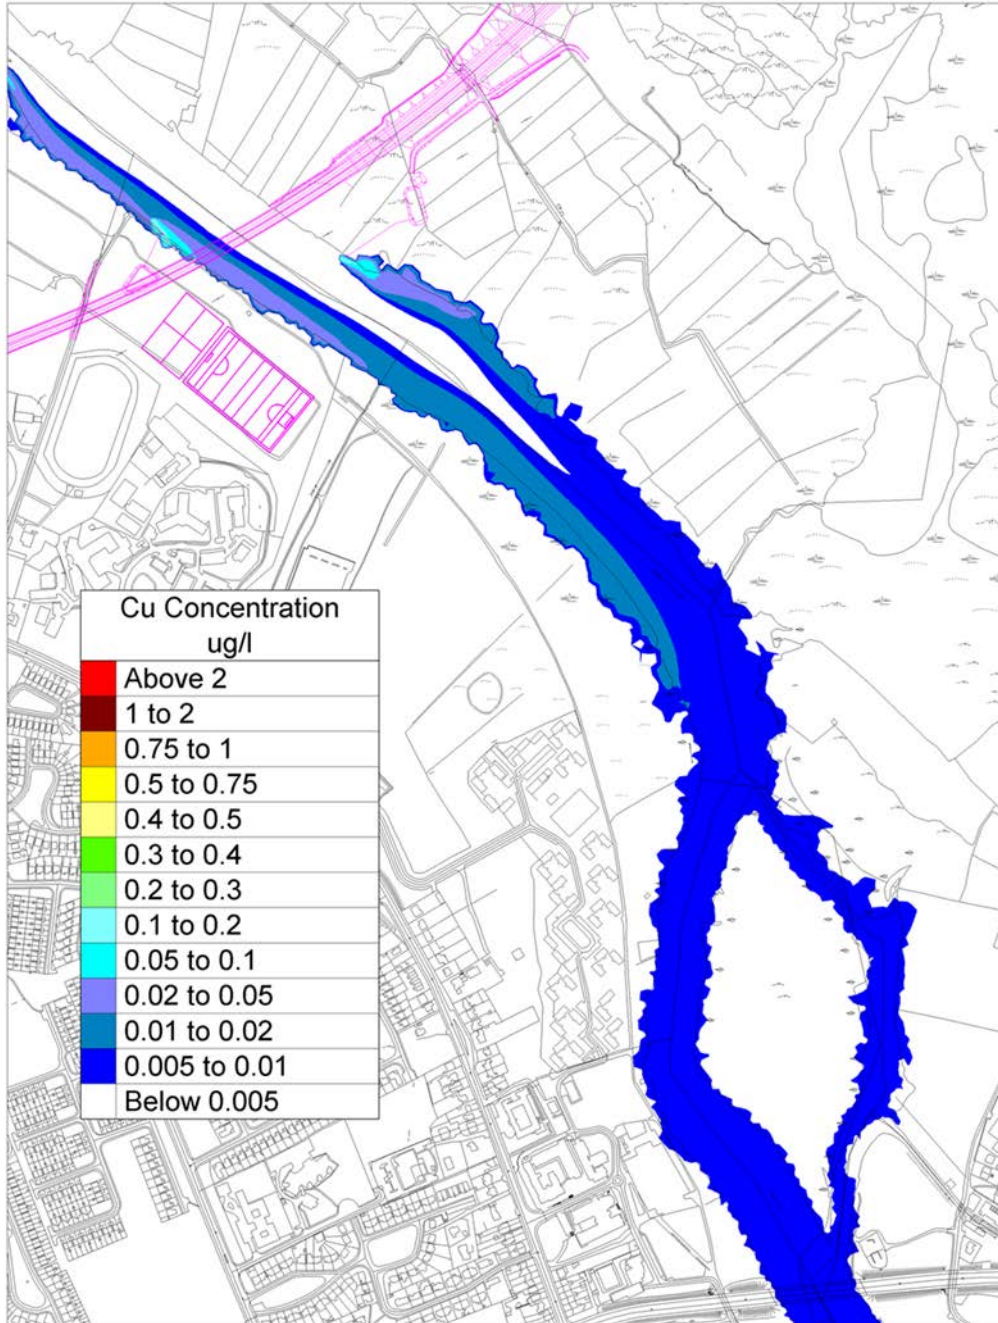 Cu Concentration
ug/l
Above 2
1 to 2
0.75 to 1
0.5 to 0.75
0.4 to 0.5
0.3 to 0.4
0.2 to 0.3
0.1 to 0.2
0.05 to 0.1
0.02 to 0.05
0.01 to 0.02
0.005 to 0.01
Below 0.005